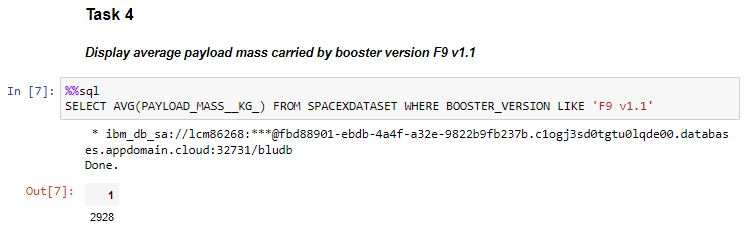 Task 4
Display average payload mass carried by booster version F9 v1.1
In [7]: %%sql
SELECT AVG(PAYLOAD_MASS__KG_) FROM SPACEXDATASET WHERE BOOSTER_VERSION LIKE 'F9 v1.1'
* ibm_db_sa://lcm86268:***@fbd88901-ebdb-4a4f-a32e-9822b9fb237b.c1ogj3sd0tgtu0lqde00.databas
es.appdomain.cloud:32731/bludb
Done.
Out[7]: 1
2928